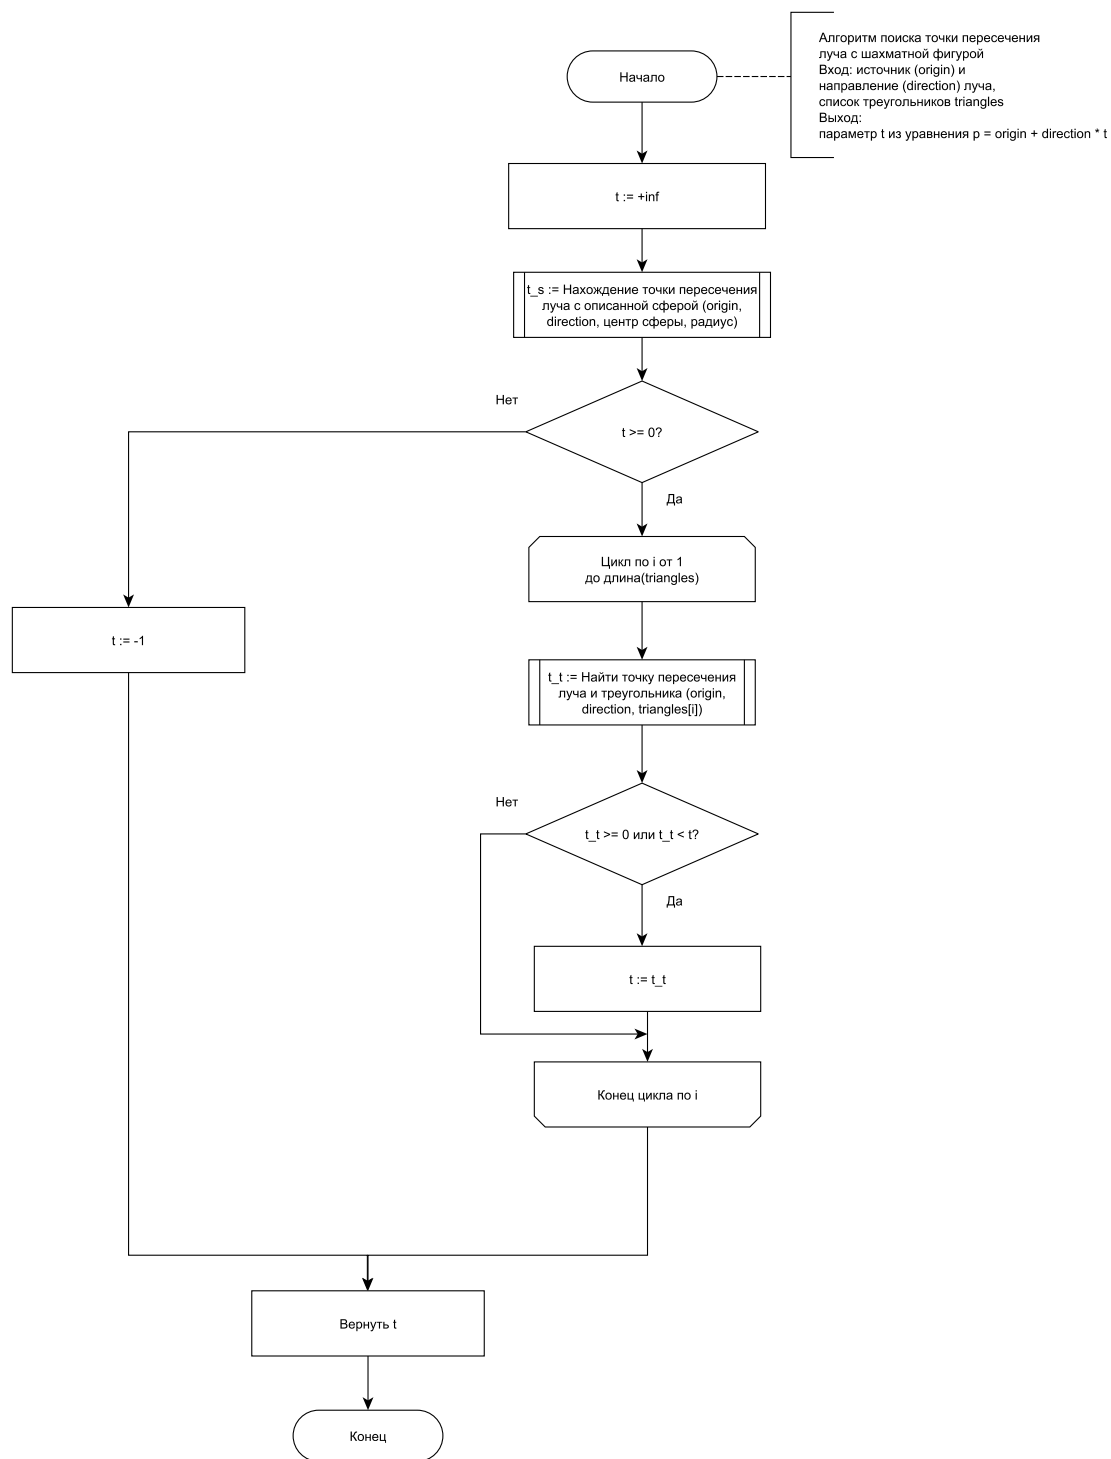 Алгоритм поиска точки пересечения
луча с шахматной фигурой
Вход: источник (origin) и
направление (direction) луча,
список треугольников triangles
Выход:
параметр t из уравнения p = origin + direction * t
Начало
t := +inf
t_s := Нахождение точки пересечения
луча с описанной сферой (origin,
direction, центр сферы, радиус)
Нет
t >= 0?
Да
Цикл по i от 1
до длина(triangles)
t := -1
t_t := Найти точку пересечения
луча и треугольника (origin,
direction, triangles[i])
Нет
t_t >= 0 или t_t < t?
Да
t := t_t
Конец цикла по i
Вернуть t
Конец